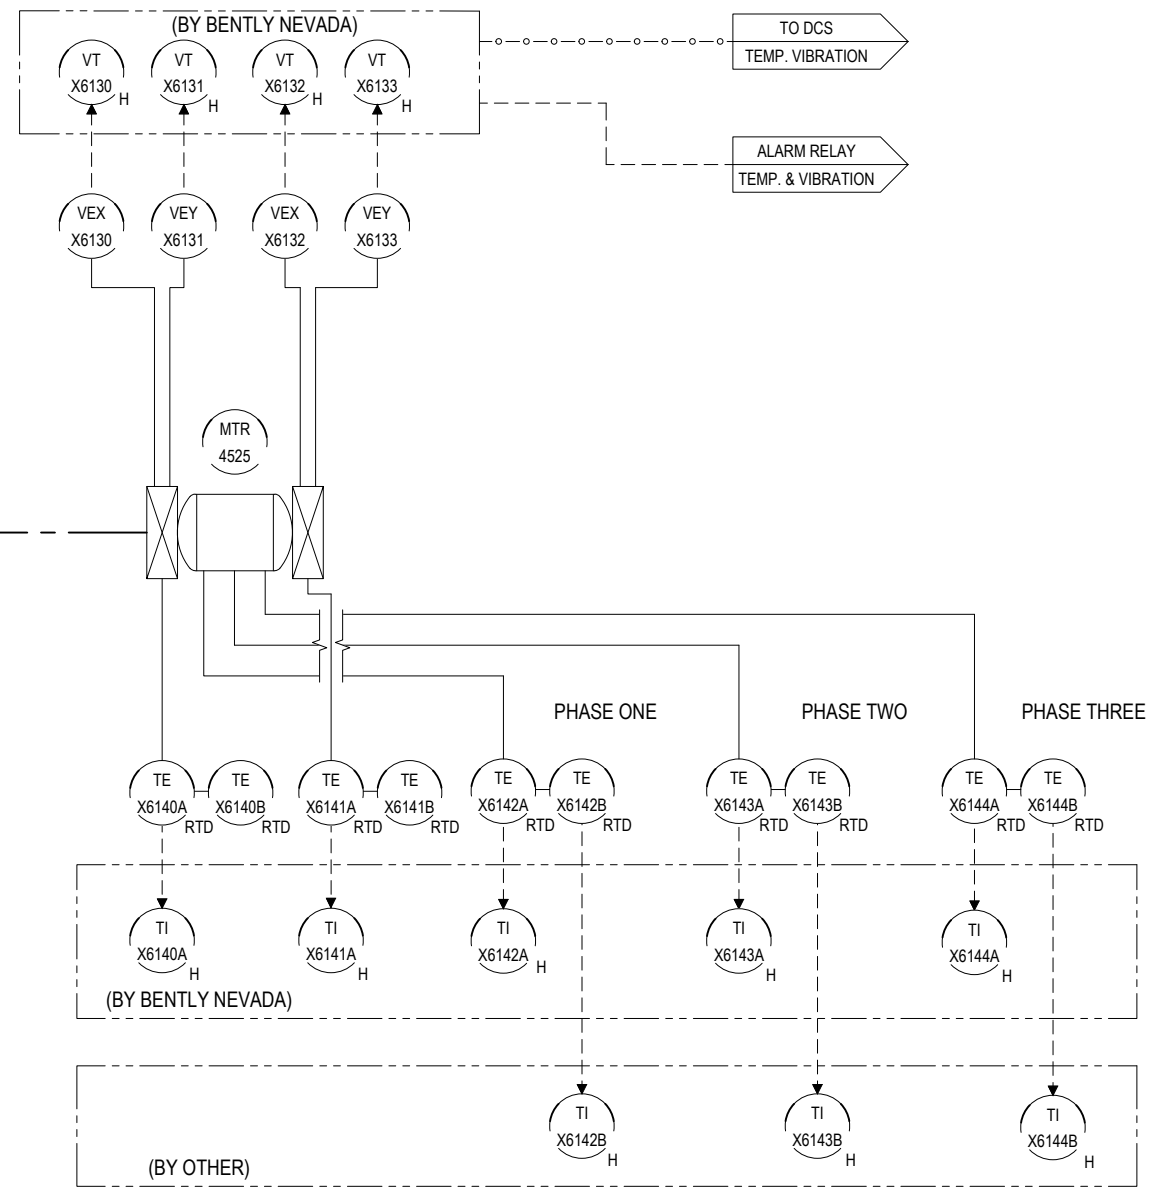 (BY BENTLY NEVADA)
TO DCS
TEMP. VIBRATION
VT
X6130
H
VT
X6131
H
VT
X6132
H
VT
X6133
H
ALARM RELAY
TEMP. & VIBRATION
VEX
X6130
VEY
X6131
VEX
X6132
VEY
X6133
MTR
4525
PHASE ONE
PHASE TWO
PHASE THREE
TE
X6140A
RTD
TE
X6140B
RTD
TE
X6141A
RTD
TE
X6141B
RTD
TE
X6142A
RTD
TE
X6142B
RTD
TE
X6143A
RTD
TE
X6143B
RTD
TE
X6144A
RTD
TE
X6144B
RTD
TI
X6140A
H
TI
X6141A
H
TI
X6142A
H
TI
X6143A
H
TI
X6144A
H
(BY BENTLY NEVADA)
TI
X6142B
H
TI
X6143B
H
TI
X6144B
H
(BY OTHER)